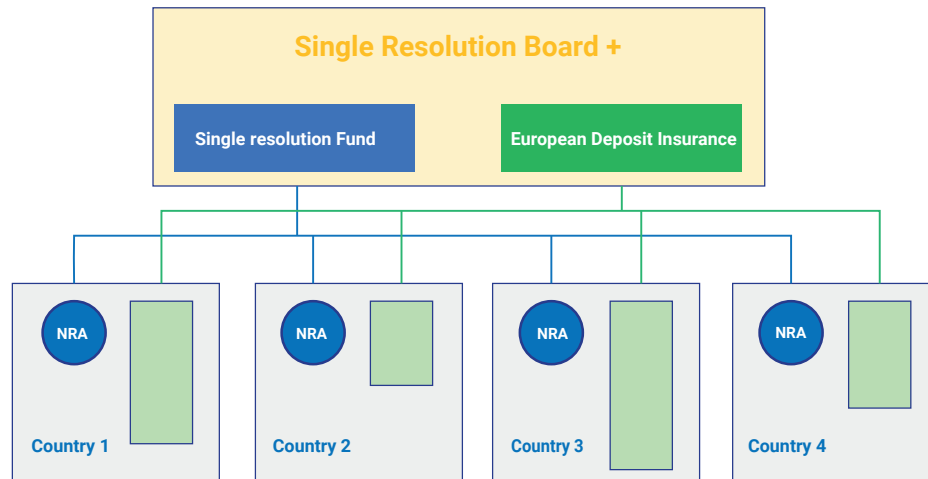 Single Resolution Board +
Single resolution Fund
European Deposit Insurance
NRA
NRA
NRA
NRA
Country 1
Country 2
Country 3
Country 4